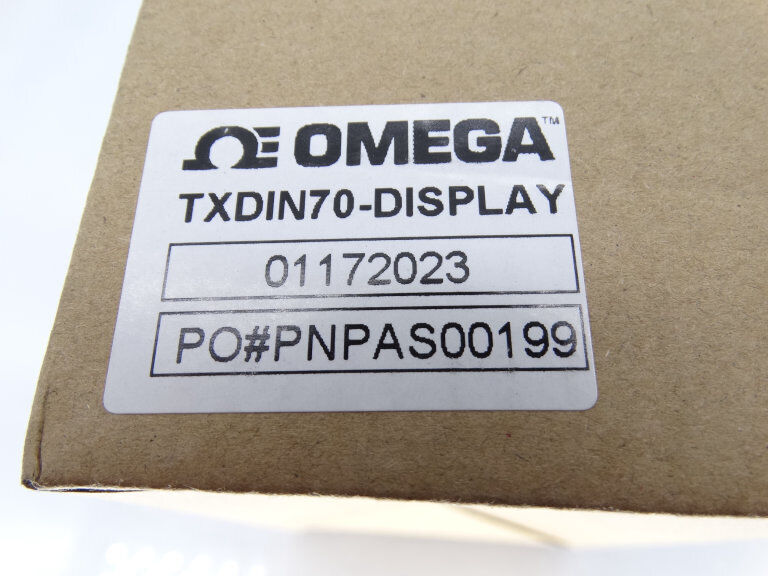 OMEGA™
TXDIN70-DISPLAY
01172023
PO#PNPAS00199